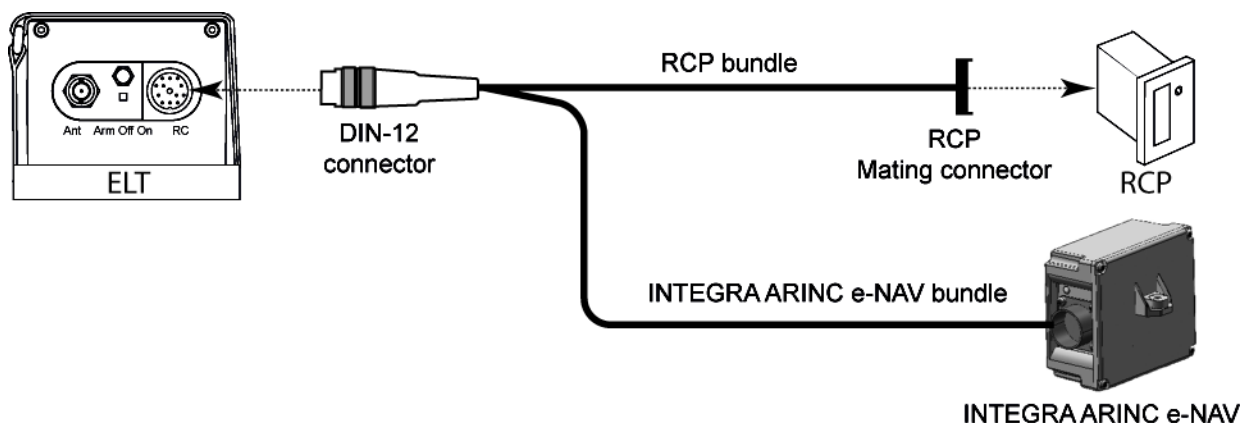 Ant Arm Off On RC
ELT
DIN-12
connector
RCP bundle
RCP
Mating connector
RCP
INTEGRA ARINC e-NAV bundle
INTEGRA ARINC e-NAV